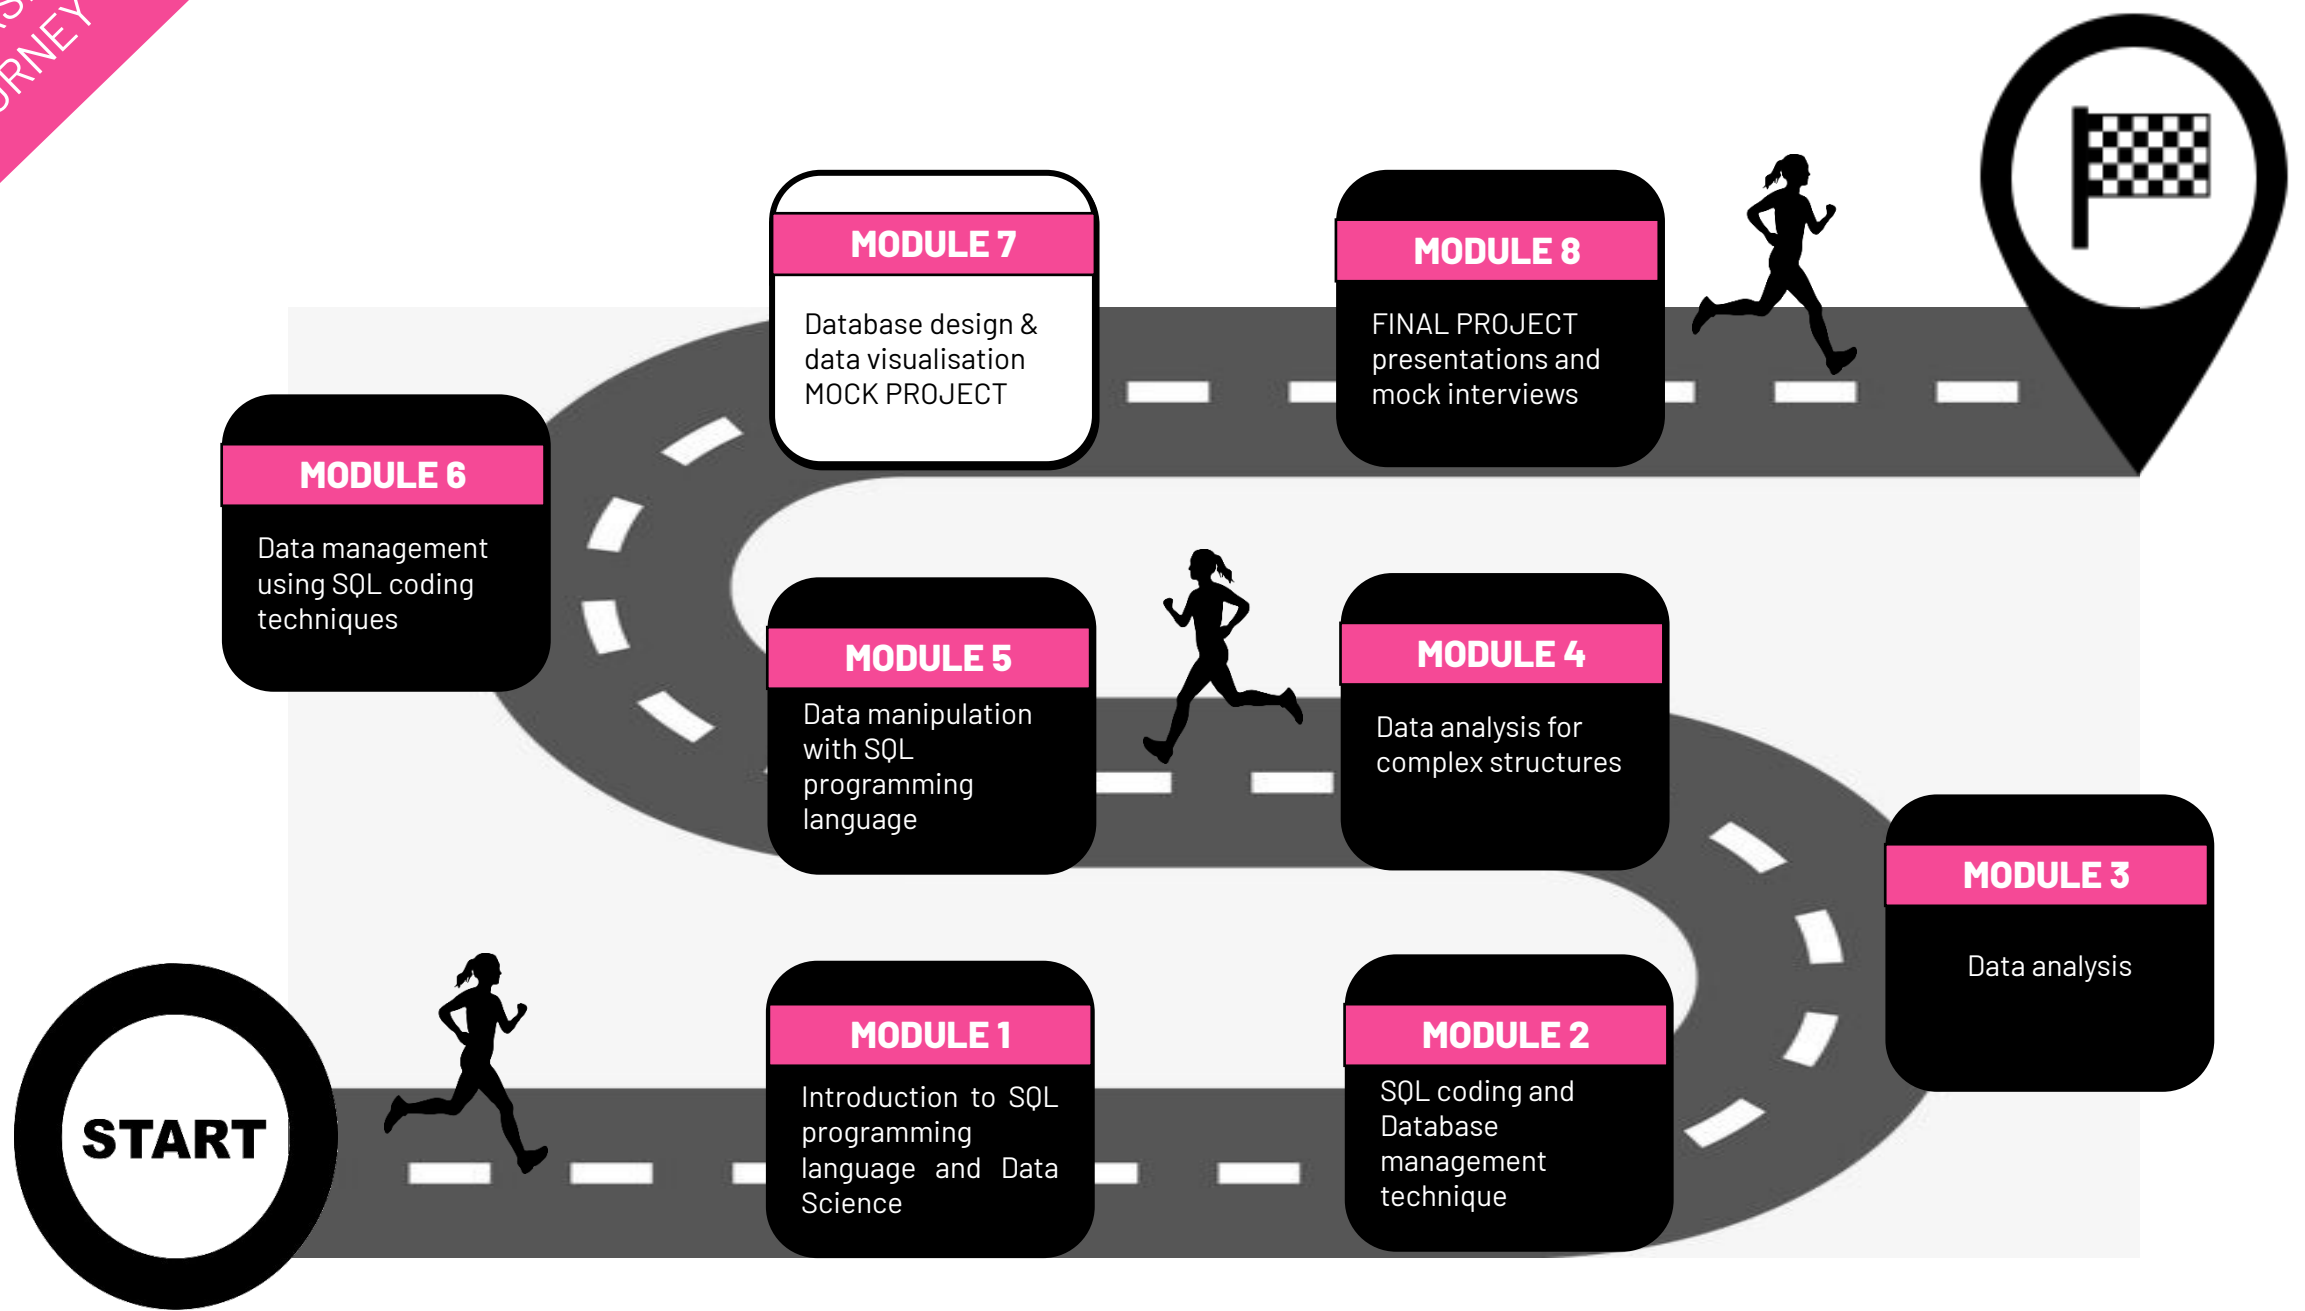 MODULE 7
Database design &
data visualisation
MOCK PROJECT
MODULE 8
FINAL PROJECT
presentations and
mock interviews
MODULE 6
Data management
using SQL coding
techniques
MODULE 5
Data manipulation
with SQL
programming
language
MODULE 4
Data analysis for
complex structures
MODULE 3
Data analysis
START
MODULE 1
Introduction to SQL
programming
language and Data
Science
MODULE 2
SQL coding and
Database
management
technique